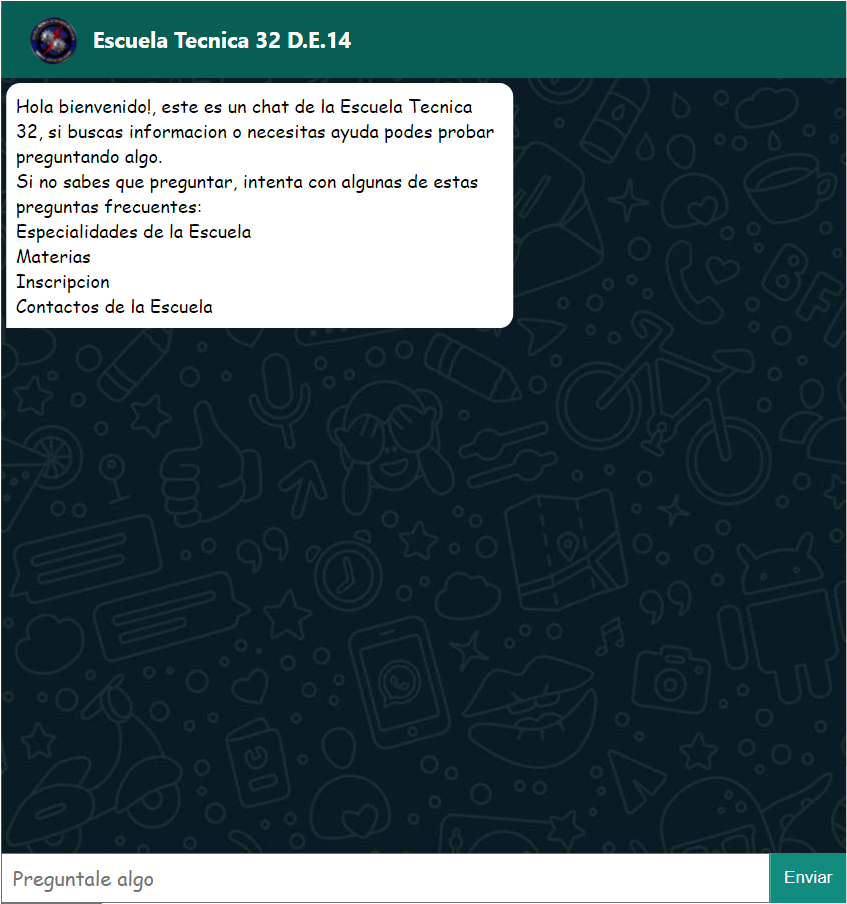 Escuela Tecnica 32 D.E.14
Hola bienvenido!, este es un chat de la Escuela Tecnica
32, si buscas informacion o necesitas ayuda podes probar
preguntando algo.
Si no sabes que preguntar, intenta con algunas de estas
preguntas frecuentes:
Especialidades de la Escuela
Materias
Inscripcion
Contactos de la Escuela
BFF
Preguntale algo
Enviar